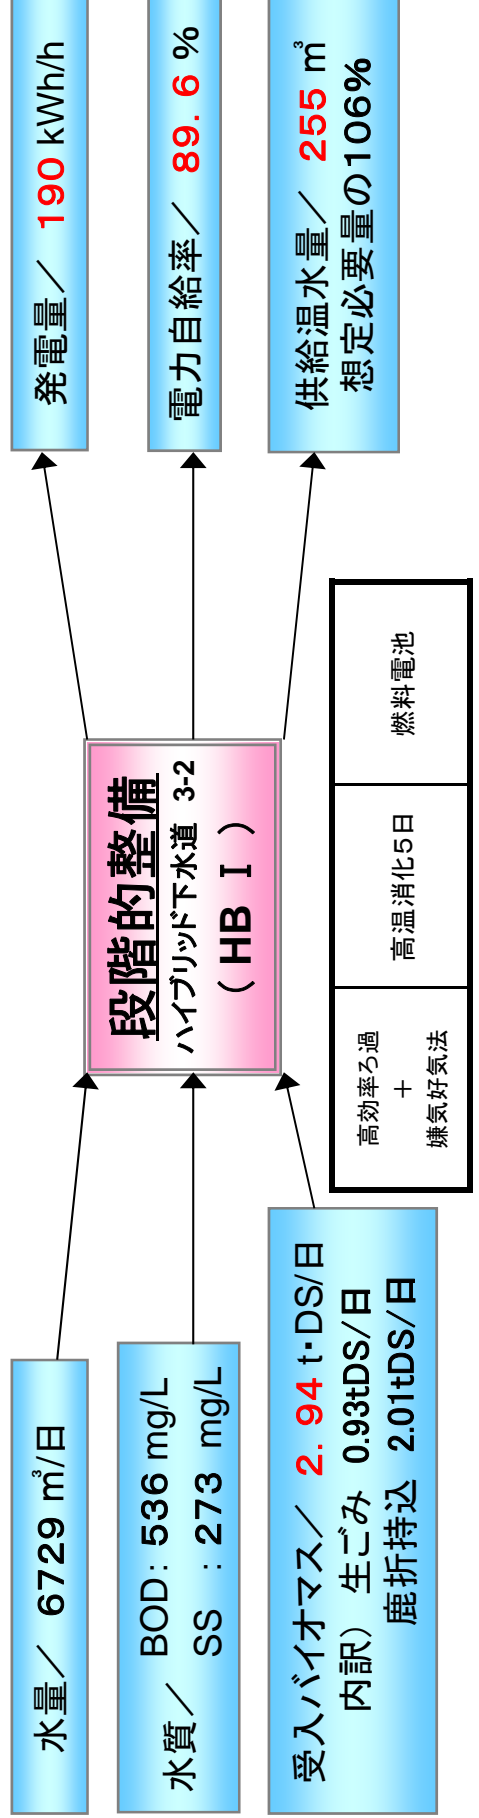 水量／ 6729 m³/日
水質／ BOD: 536 mg/L
SS : 273 mg/L
受入バイオマス／ 2．94 t・DS/日
内訳） 生ごみ 0.93tDS/日
鹿折持込 2.01tDS/日
段階的整備
ハイブリッド下水道 3-2
（ HB Ⅰ ）
高効率ろ過
＋
嫌気好気法
高温消化5日
燃料電池
発電量／ 190 kWh/h
電力自給率／ 89．6 %
供給温水量／ 255 m³
想定必要量の106%